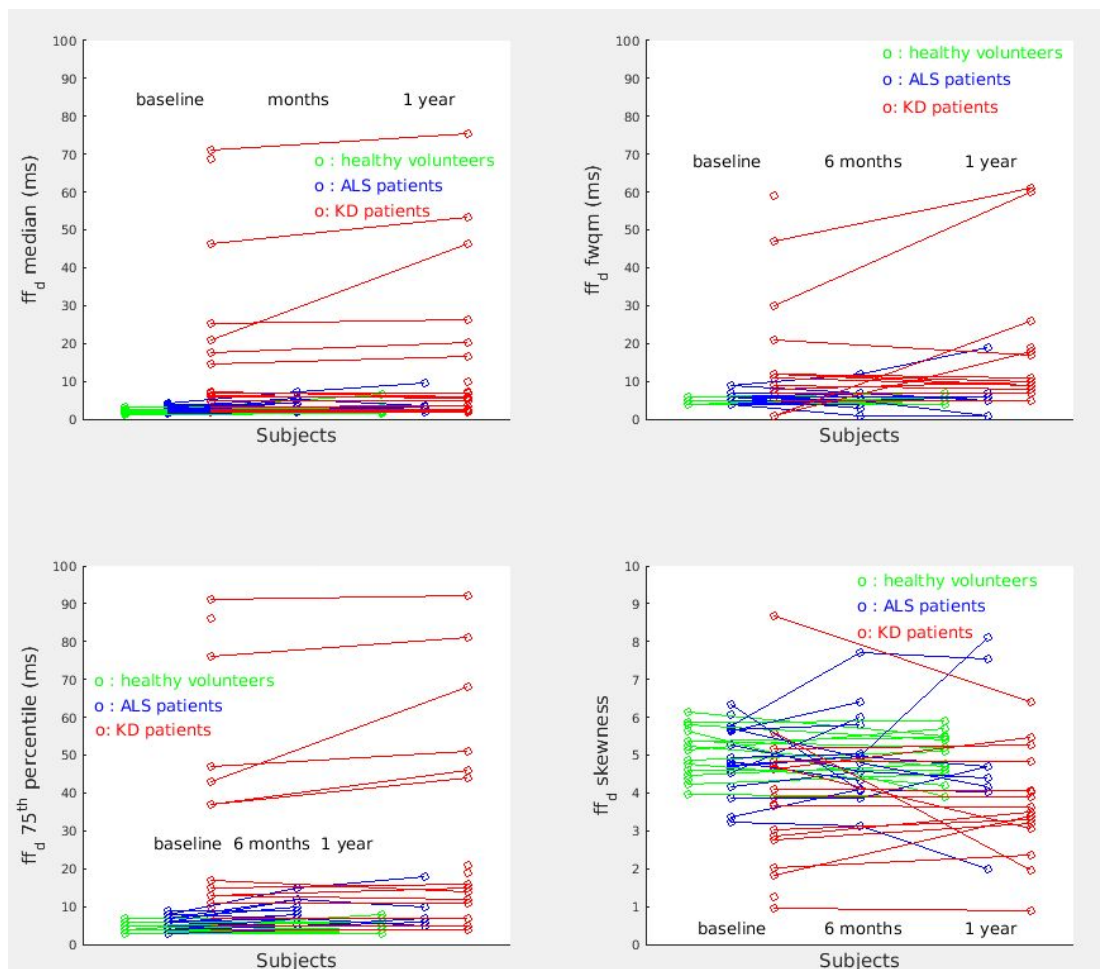 100
90
80
70
60
50
40
30
20
10
0
ff_d median (ms)
baseline months 1 year
o : healthy volunteers
o : ALS patients
o: KD patients
Subjects
100
90
80
70
60
50
40
30
20
10
0
ff_d fwqm (ms)
o : healthy volunteers
o : ALS patients
o: KD patients
baseline 6 months 1 year
Subjects
100
90
80
70
60
50
40
30
20
10
0
ff_d 75^th percentile (ms)
o : healthy volunteers
o : ALS patients
o: KD patients
baseline 6 months 1 year
Subjects
10
9
8
7
6
5
4
3
2
1
0
ff_d skewness
o : healthy volunteers
o : ALS patients
o: KD patients
baseline 6 months 1 year
Subjects